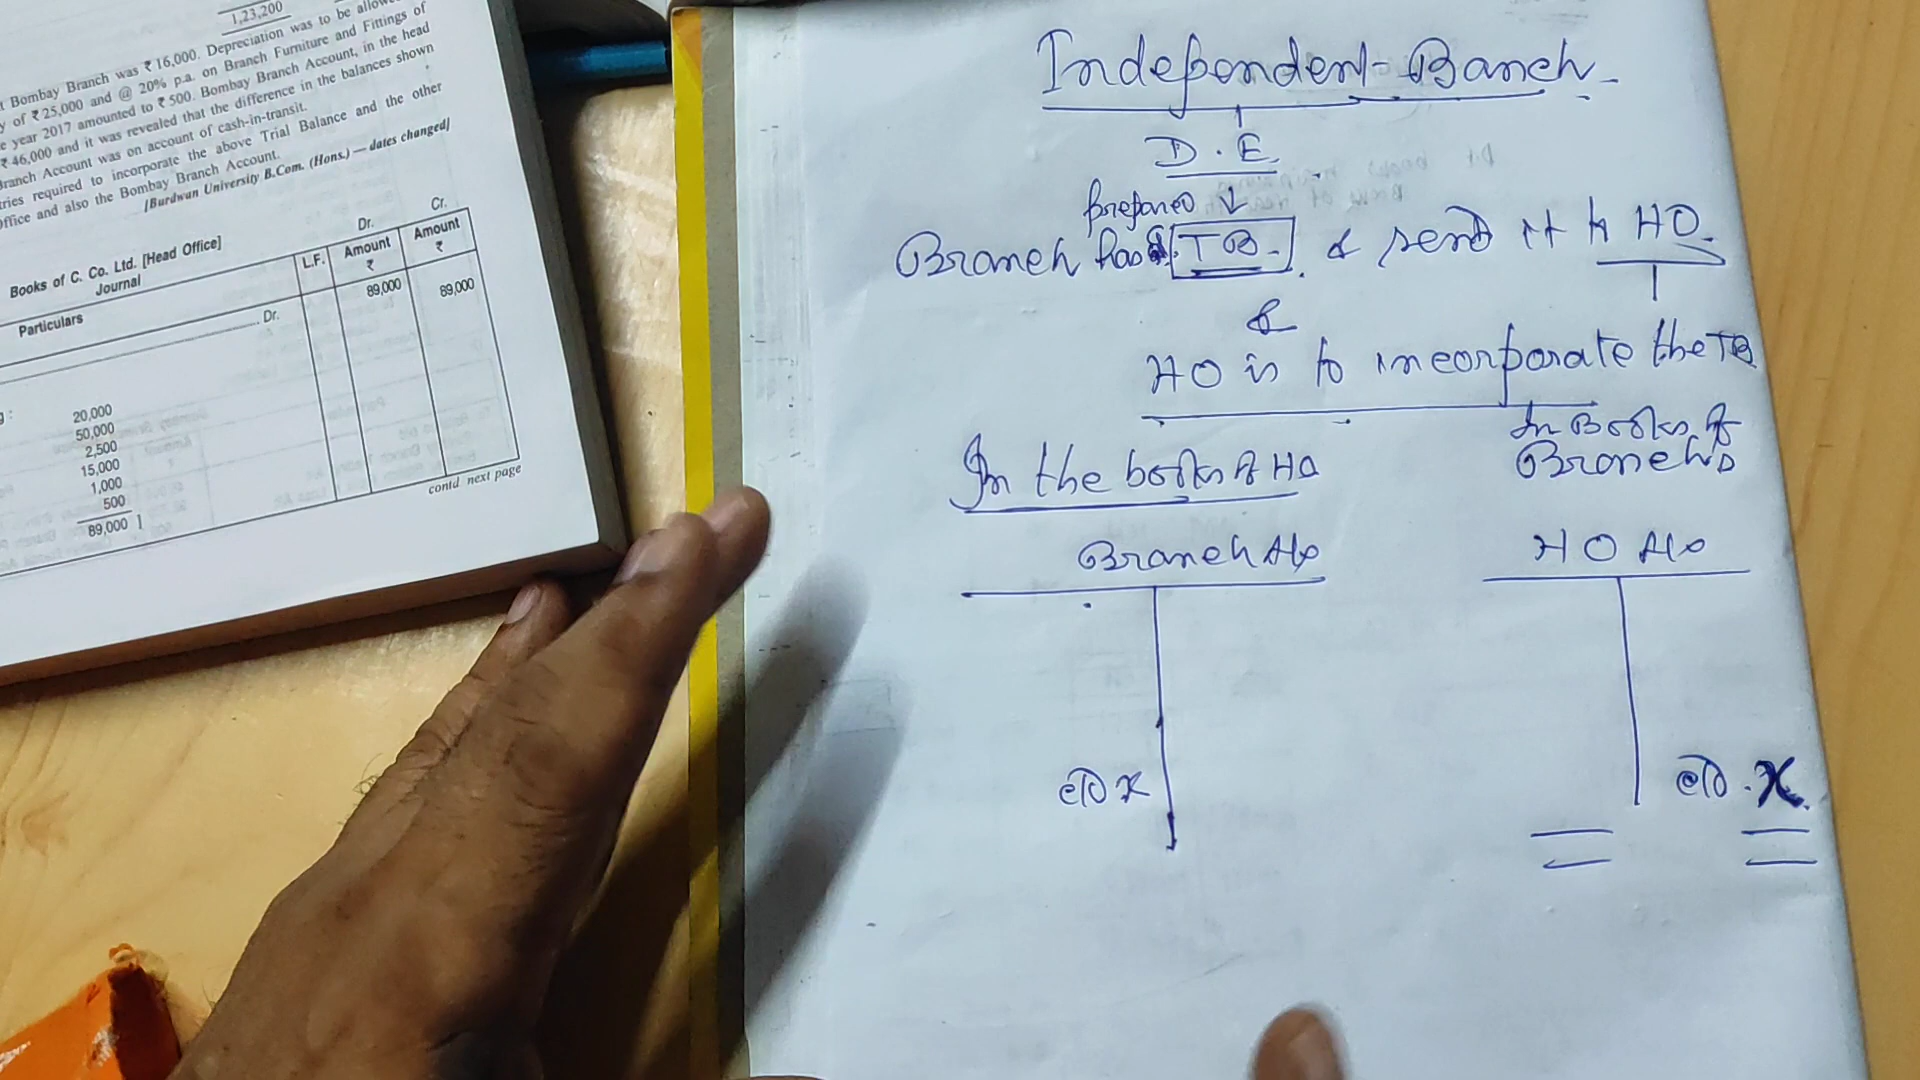 1,23,200
t Bombay Branch was ₹ 16,000. Depreciation was to be allow
y of ₹ 25,000 and @ 20% p.a. on Branch Furniture and Fittings of
e year 2017 amounted to ₹ 500. Bombay Branch Account, in the head
₹ 46,000 and it was revealed that the difference in the balances shown
ranch Account was on account of cash-in-transit.
tries required to incorporate the above Trial Balance and the other
office and also the Bombay Branch Account.
[Burdwan University B.Com. (Hons.) — dates changed]
Books of C. Co. Ltd. [Head Office]
Journal
Dr. Cr.
Particulars L.F. Amount Amount
₹ ₹
Dr. 89,000 89,000
g :
20,000
50,000
2,500
15,000
1,000
500
89,000 ]
contd next page
Independent Branch
D.E.
prepared
Branch has T B. & send it to HO.
&
HO is to incorporate the TB
In the books of HO
In Books of
Branch
Branch A/c
HO A/c
c/d x
c/d . x